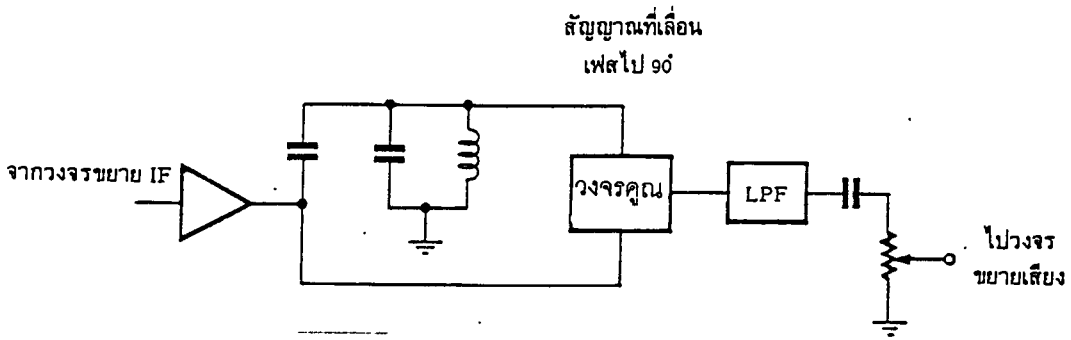 สัญญาณที่เลื่อน
เฟสไป 90°
จากวงจรขยาย IF
วงจรคูณ
LPF
ไปวงจร
ขยายเสียง